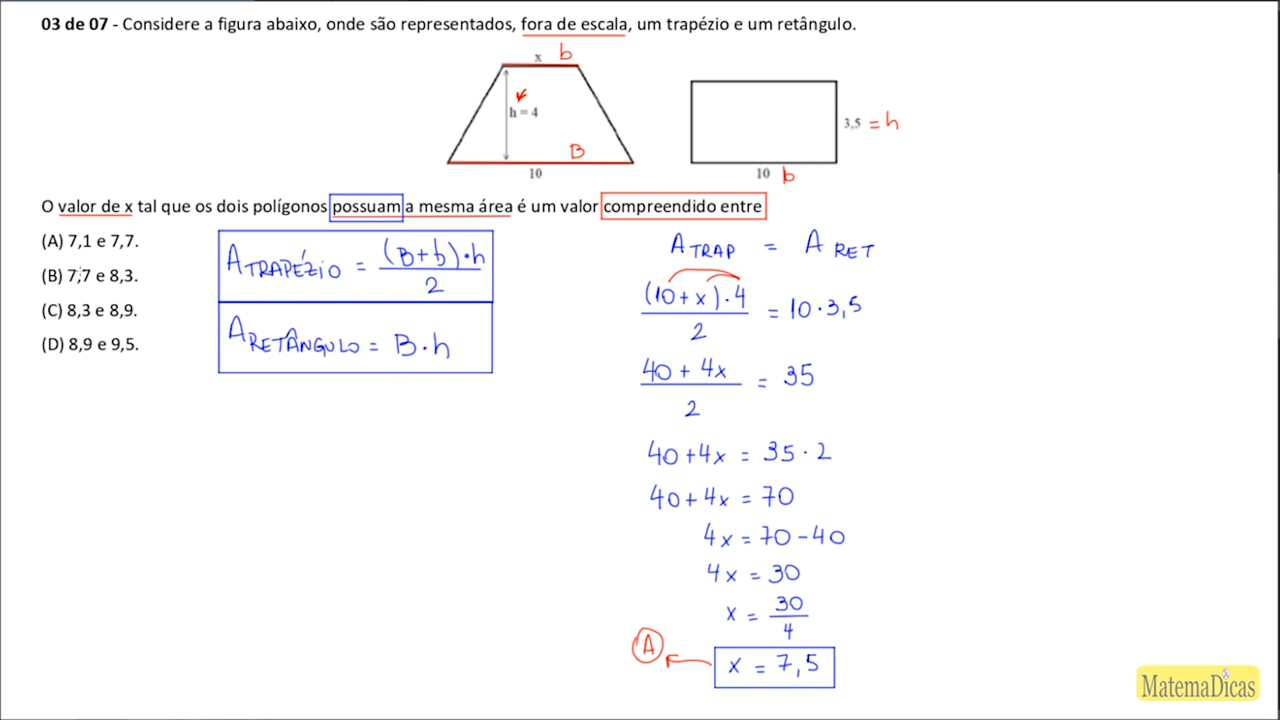 03 de 07 - Considere a figura abaixo, onde são representados, fora de escala, um trapézio e um retângulo.
x b
h = 4
B
10
3,5 = h
10 b
O valor de x tal que os dois polígonos possuam a mesma área é um valor compreendido entre
(A) 7,1 e 7,7.
(B) 7,7 e 8,3.
(C) 8,3 e 8,9.
(D) 8,9 e 9,5.
A TRAPÉZIO = (B+b)·h / 2
A RETÂNGULO = B·h
A TRAP = A RET
(10+x)·4 / 2 = 10·3,5
40 + 4x / 2 = 35
40+4x = 35·2
40+4x = 70
4x = 70-40
4x = 30
x = 30 / 4
A x = 7,5
MatemaDicas